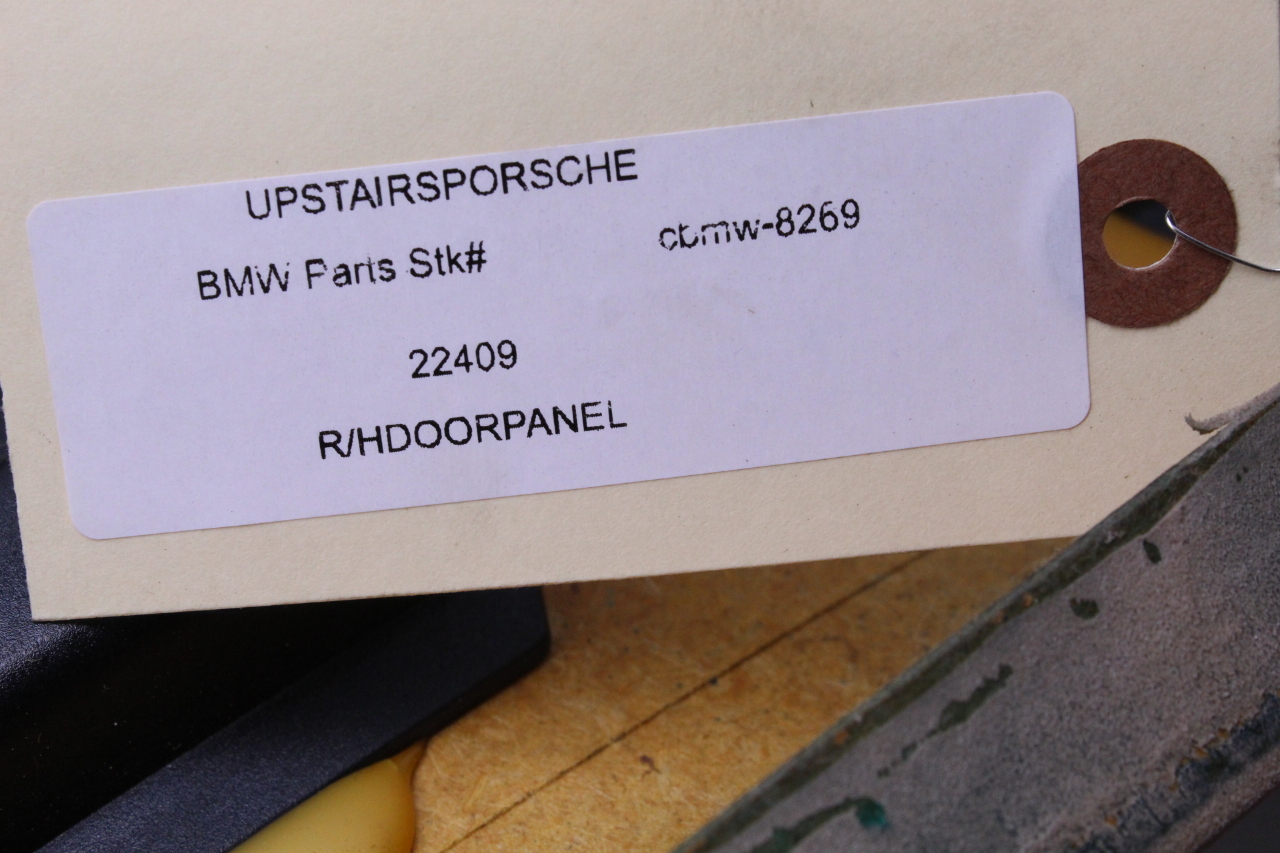 UPSTAIRSPORSCHE
BMW Parts Stk# cbmw-8269
22409
R/HDOORPANEL